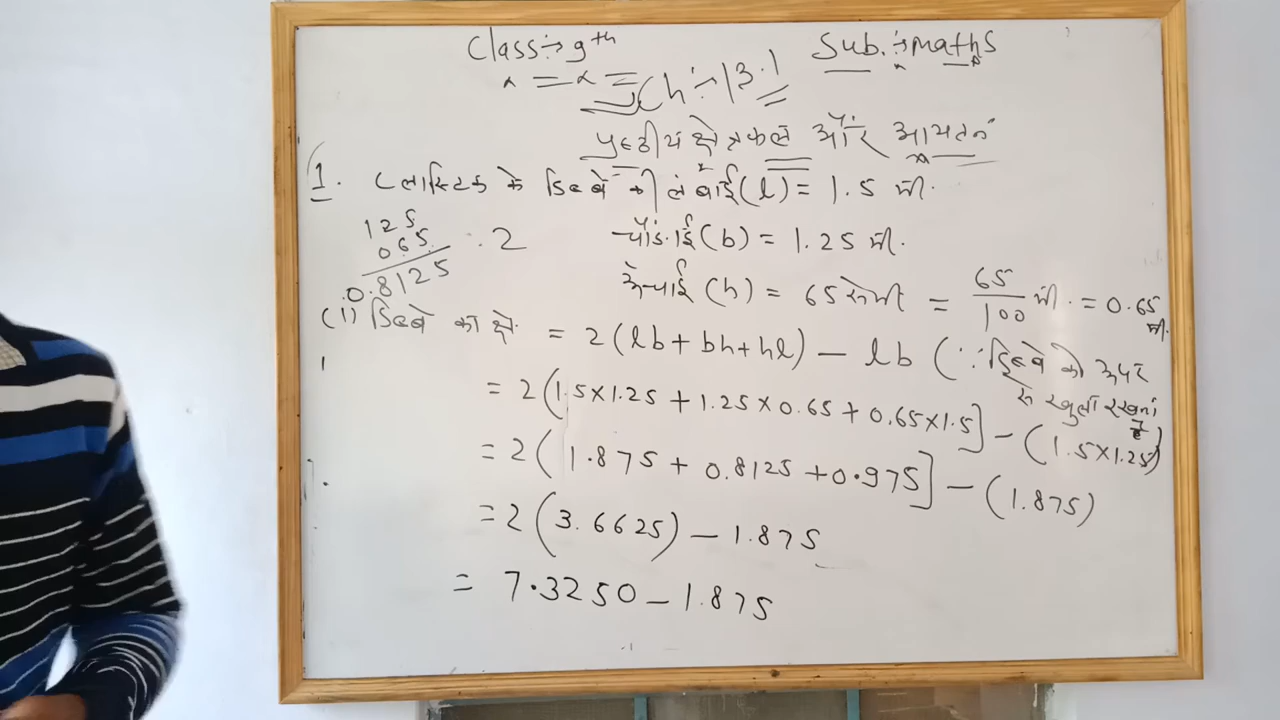 Class:- 9th Sub.:- maths
Ch:- 13.1
पृष्ठीय क्षेत्रफल और आयतन
1. प्लास्टिक के डिब्बे की लंबाई (l) = 1.5 मी.
चौड़ाई (b) = 1.25 मी.
ऊँचाई (h) = 65 सेमी = 65/100 मी. = 0.65 मी.
125
065
0.8125
.2
(i) डिब्बे का क्षे. = 2(lb + bh + hl) – lb (∵ डिब्बे को ऊपर
से खुला रखना है)
= 2(1.5×1.25 + 1.25×0.65 + 0.65×1.5] – (1.5×1.25)
= 2(1.875 + 0.8125 + 0.975] – (1.875)
= 2(3.6625) – 1.875
= 7.3250 – 1.875